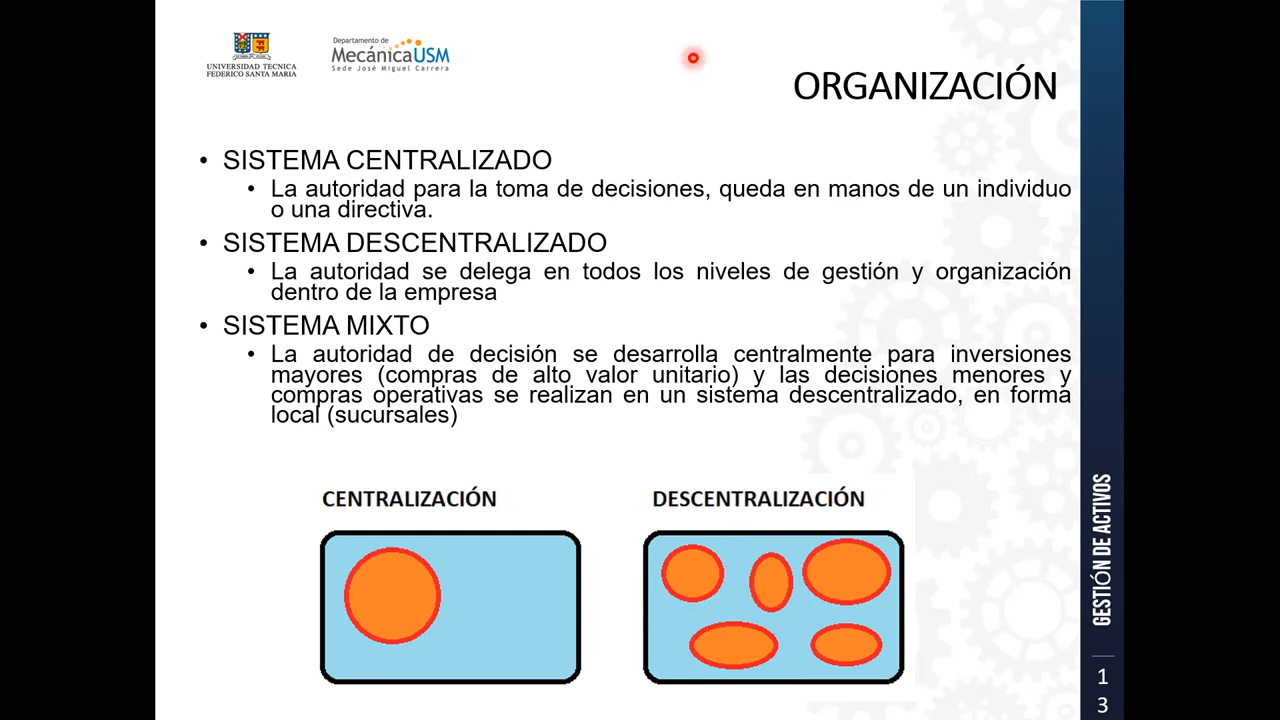 UNIVERSIDAD TECNICA
FEDERICO SANTA MARIA
Departamento de
MecánicaUSM
Sede José Miguel Carrera
ORGANIZACIÓN
• SISTEMA CENTRALIZADO
• La autoridad para la toma de decisiones, queda en manos de un individuo
o una directiva.
• SISTEMA DESCENTRALIZADO
• La autoridad se delega en todos los niveles de gestión y organización
dentro de la empresa
• SISTEMA MIXTO
• La autoridad de decisión se desarrolla centralmente para inversiones
mayores (compras de alto valor unitario) y las decisiones menores y
compras operativas se realizan en un sistema descentralizado, en forma
local (sucursales)
CENTRALIZACIÓN
DESCENTRALIZACIÓN
GESTIÓN DE ACTIVOS
1
3